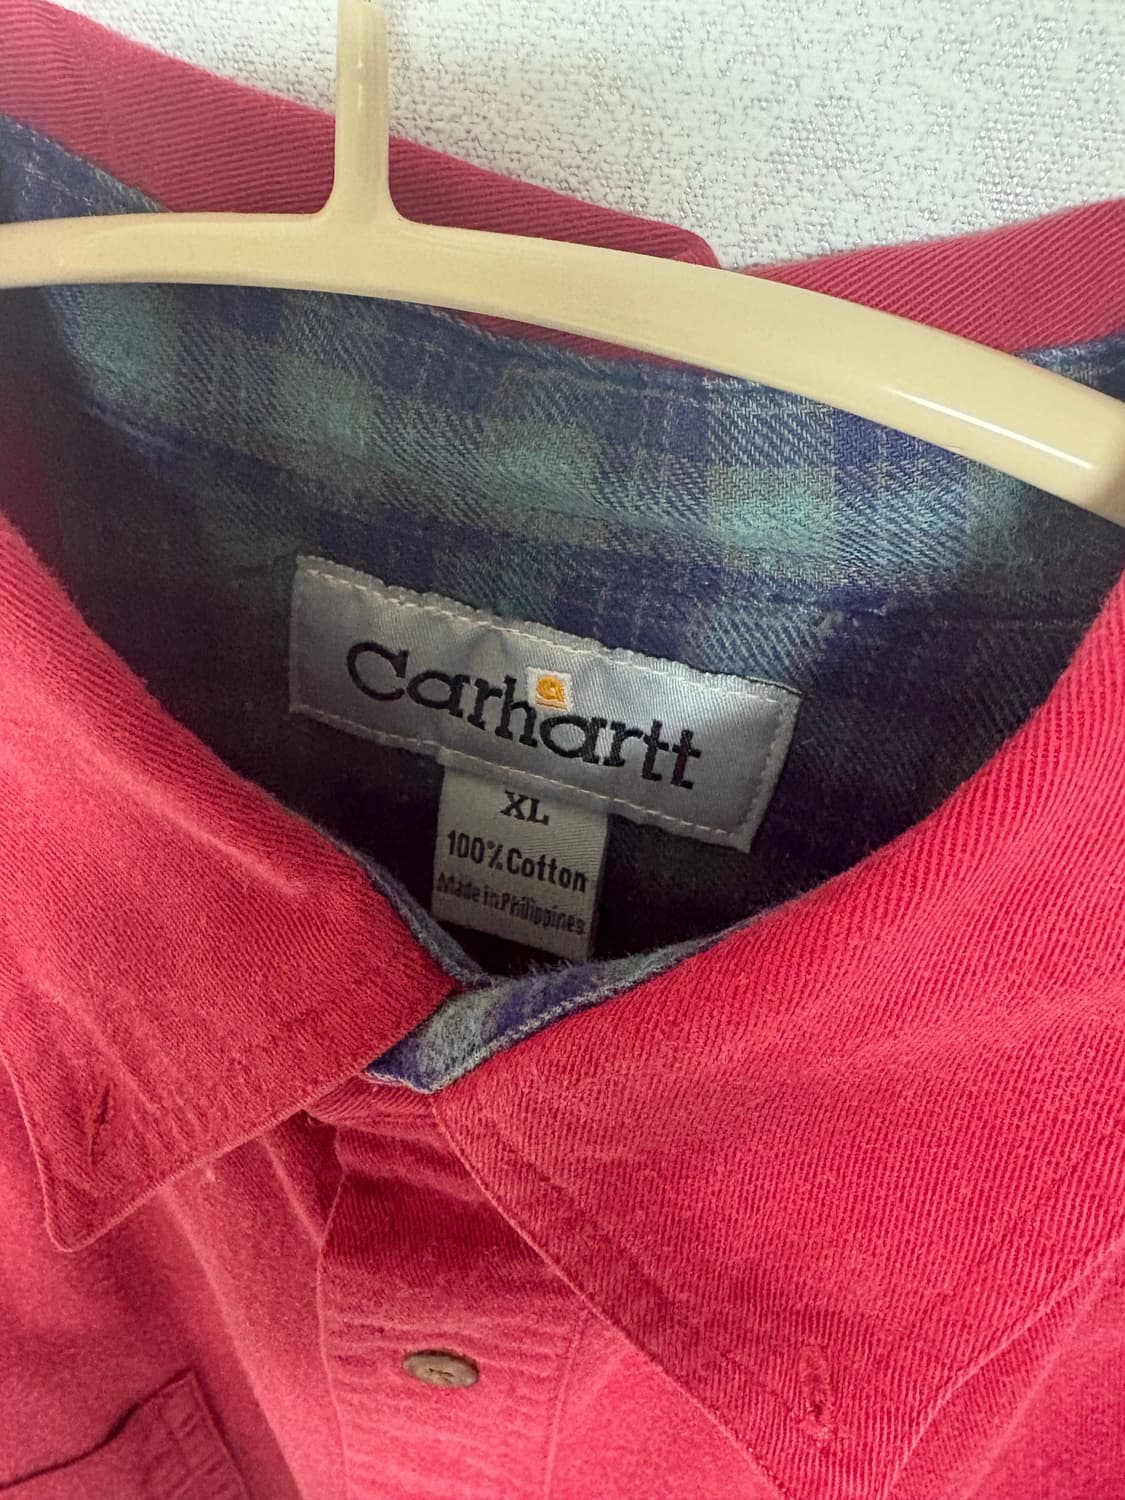 Carhartt
XL
100% Cotton
Made in Philippines